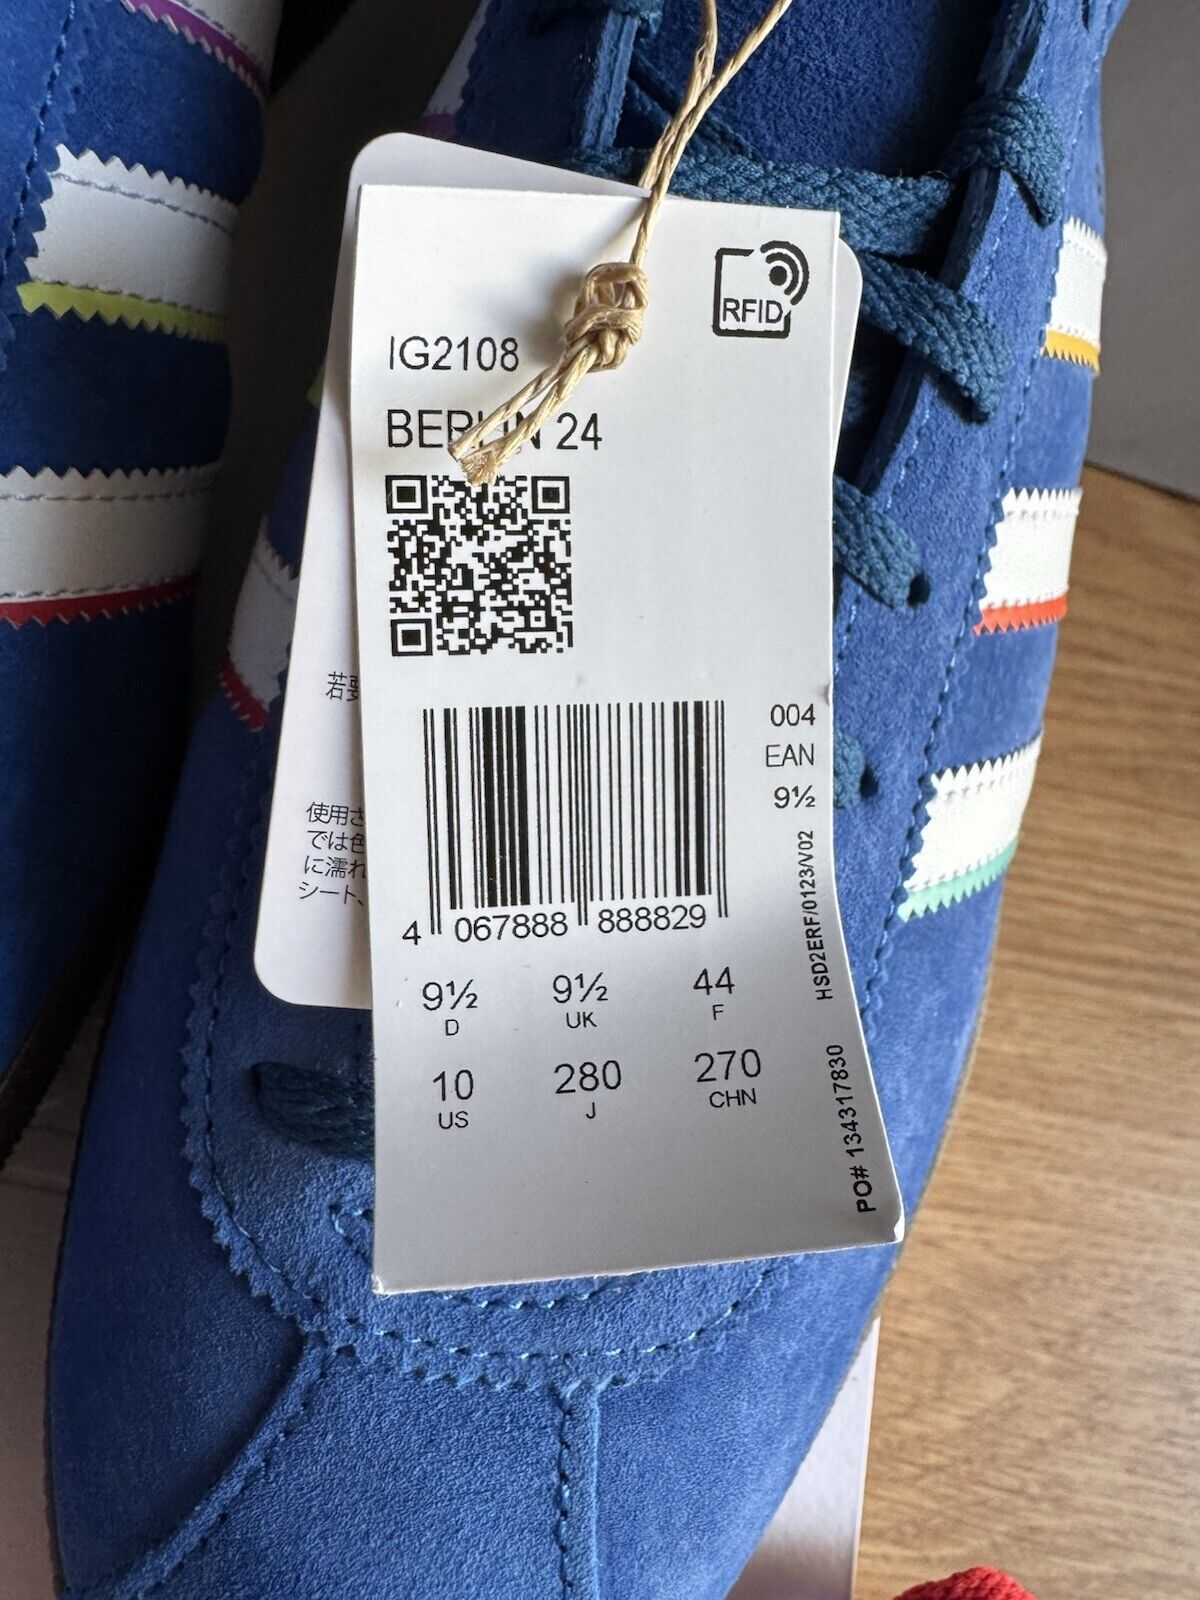 RFID
IG2108
BERLIN 24
004
EAN
9½
4 067888 888829
HSD2ERF/0123/V02
9½ 9½ 44
D UK F
10 280 270
US J CHN
PO# 134317830
若要
使用さ
では色
に濡れ
シート、